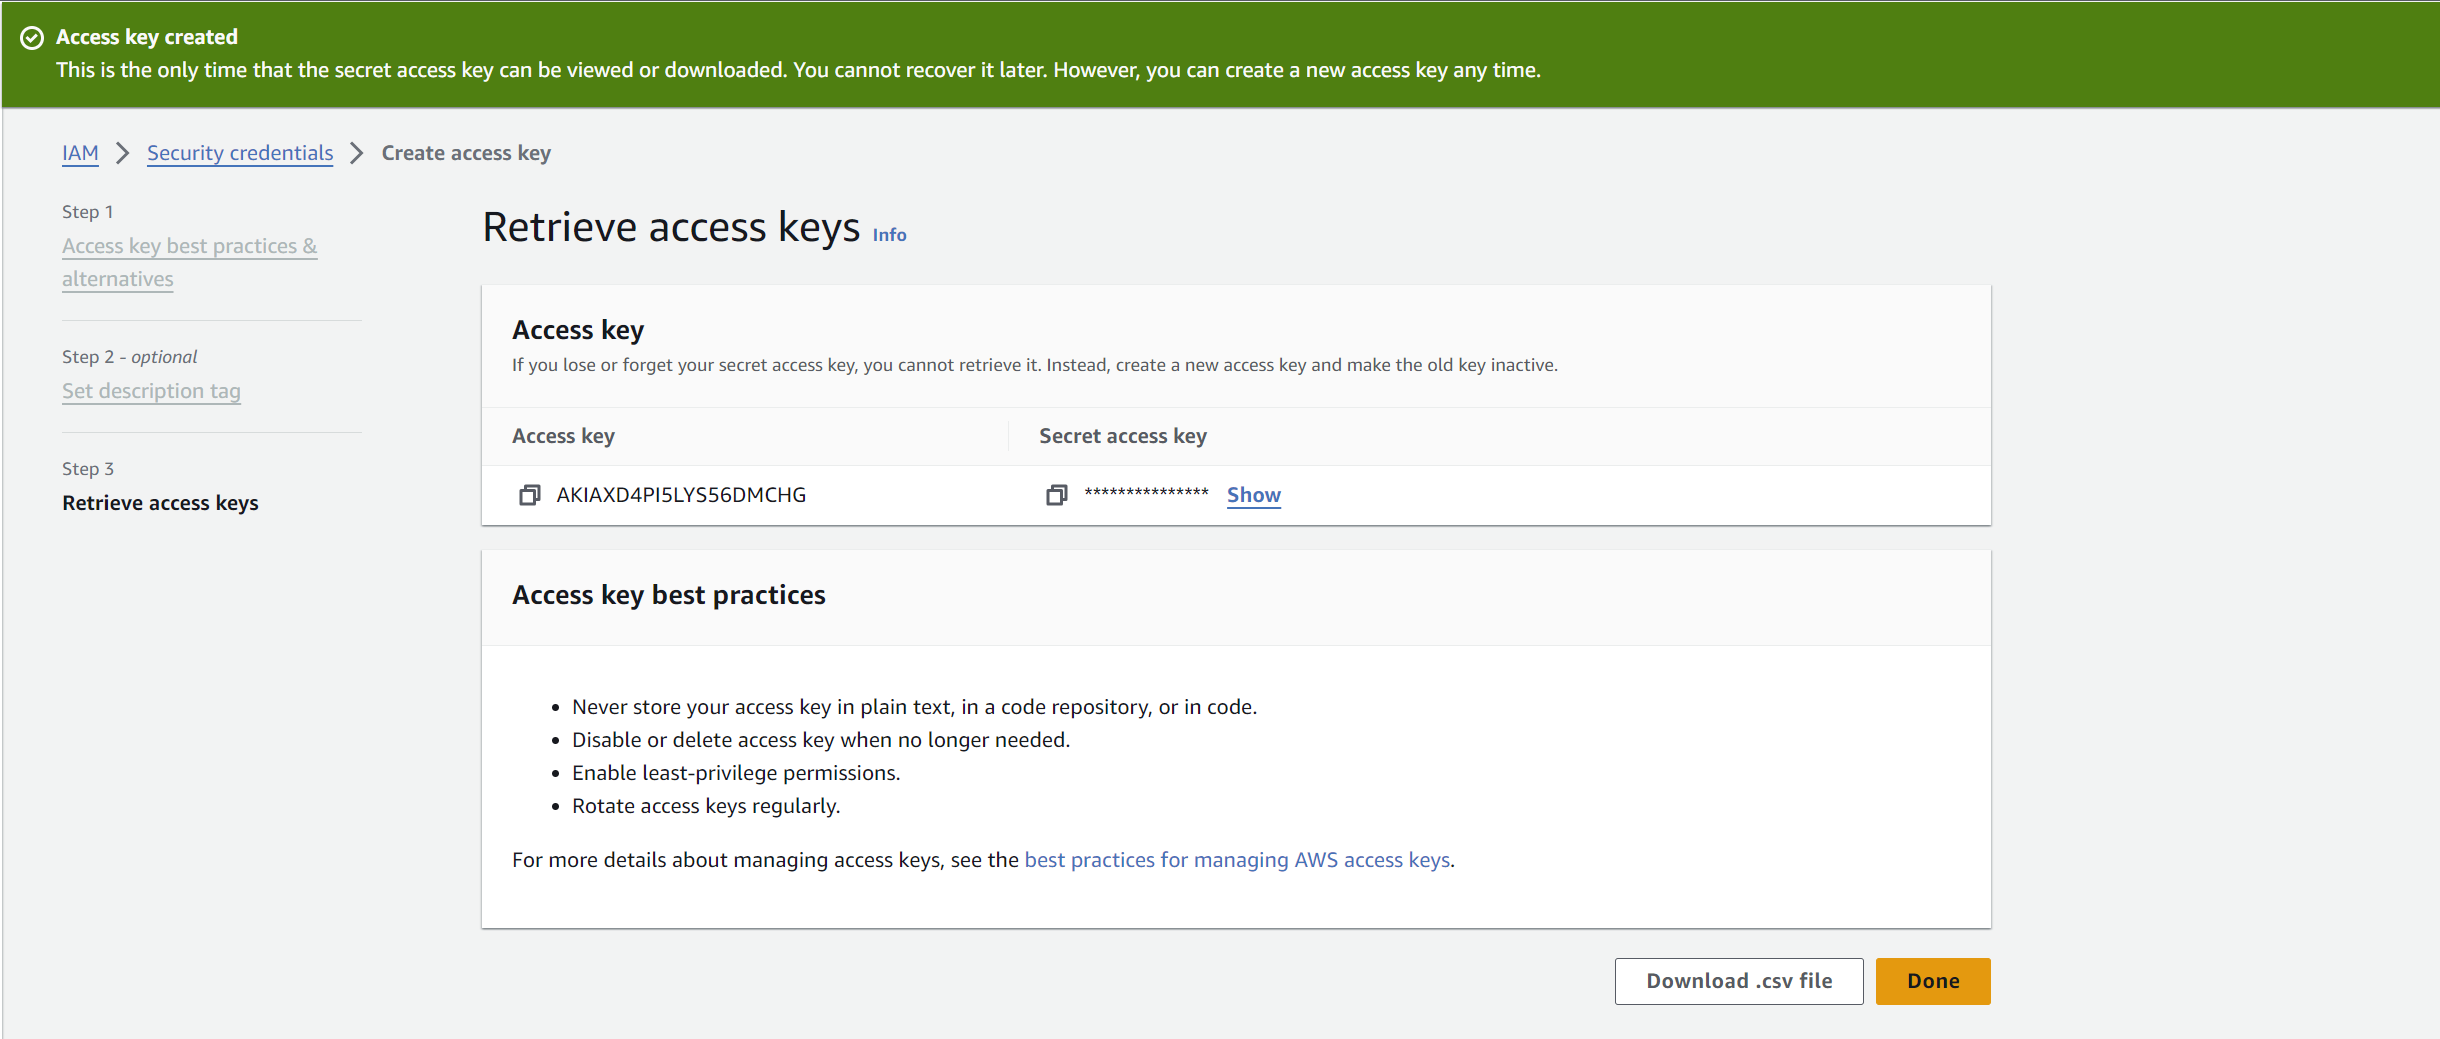 Access key created
This is the only time that the secret access key can be viewed or downloaded. You cannot recover it later. However, you can create a new access key any time.
IAM > Security credentials > Create access key
Step 1
Access key best practices &
alternatives
Step 2 - optional
Set description tag
Step 3
Retrieve access keys
Retrieve access keys Info
Access key
If you lose or forget your secret access key, you cannot retrieve it. Instead, create a new access key and make the old key inactive.
Access key Secret access key
AKIAXD4PI5LYS56DMCHG *************** Show
Access key best practices
• Never store your access key in plain text, in a code repository, or in code.
• Disable or delete access key when no longer needed.
• Enable least-privilege permissions.
• Rotate access keys regularly.
For more details about managing access keys, see the best practices for managing AWS access keys.
Download .csv file Done